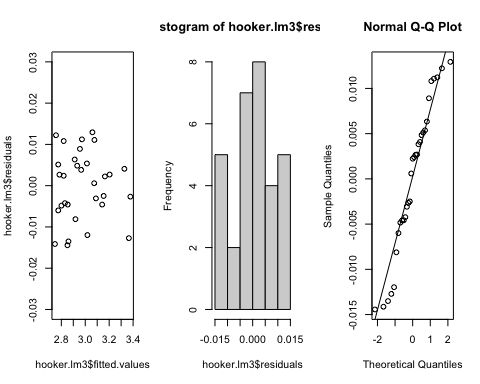 stogram of hooker.lm3$res
Normal Q-Q Plot
hooker.lm3$residuals
-0.03 -0.02 -0.01 0.00 0.01 0.02 0.03
2.8 3.0 3.2 3.4
hooker.lm3$fitted.values
Frequency
0 2 4 6 8
-0.015 0.000 0.015
hooker.lm3$residuals
Sample Quantiles
-0.015 -0.010 -0.005 0.000 0.005 0.010
-2 -1 0 1 2
Theoretical Quantiles